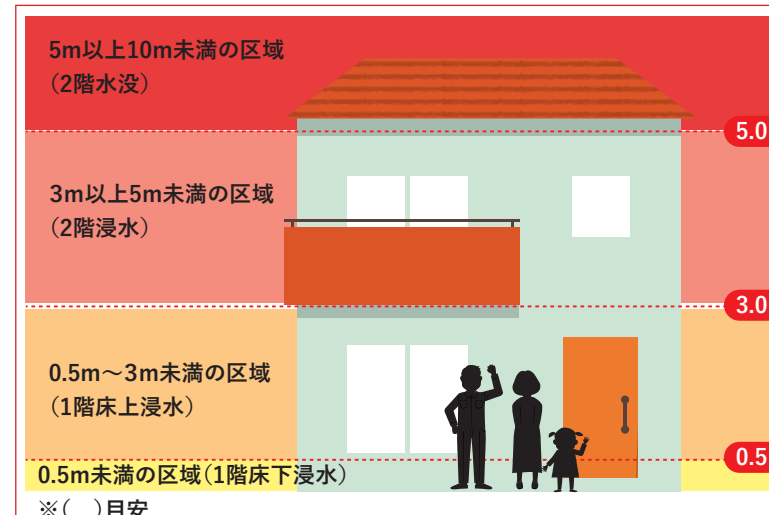 5m以上10m未満の区域
（2階水没）
5.0
3m以上5m未満の区域
（2階浸水）
3.0
0.5m～3m未満の区域
（1階床上浸水）
0.5
0.5m未満の区域（1階床下浸水）
※（　）目安